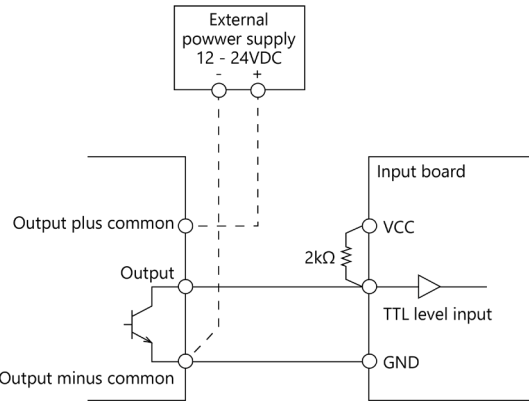 External
powwer supply
12 - 24VDC
- +
Input board
Output plus common
VCC
2kΩ
Output
TTL level input
GND
Output minus common